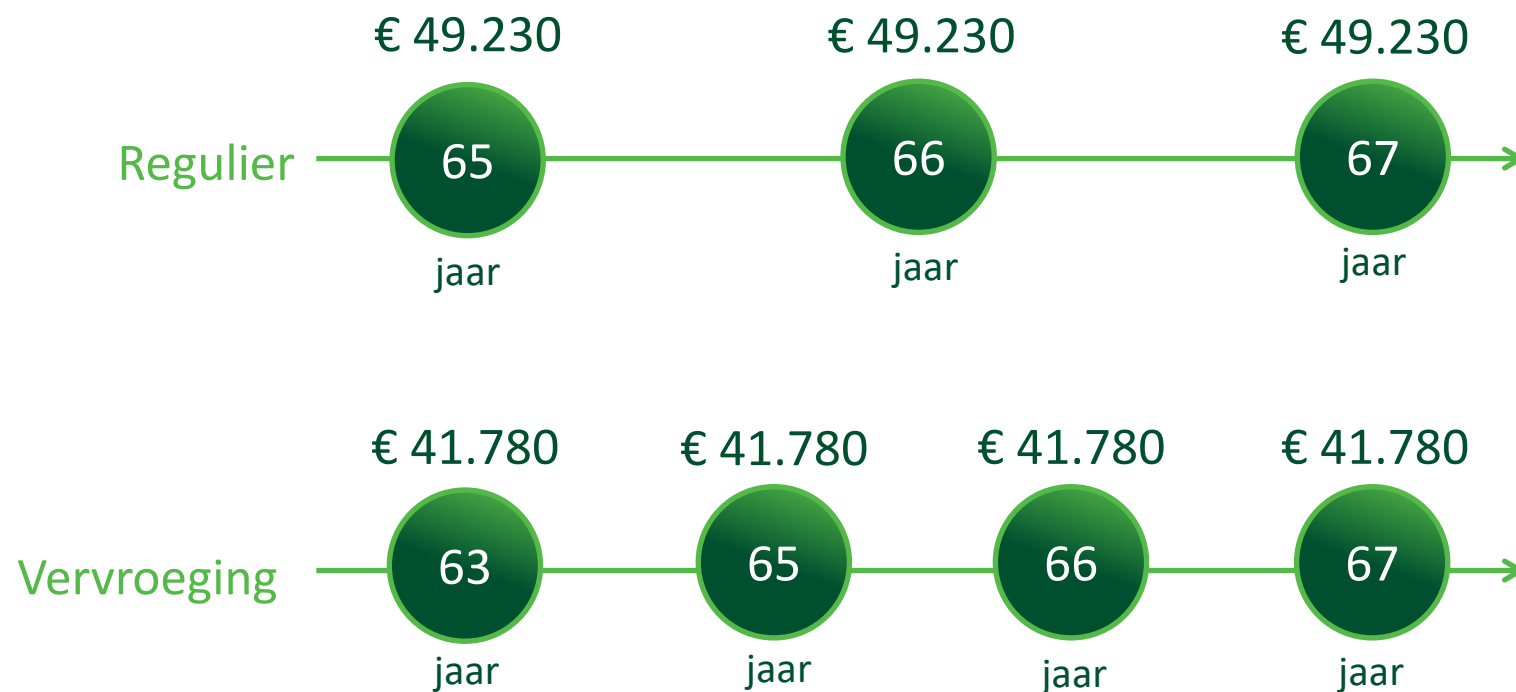 € 49.230 € 49.230 € 49.230
Regulier 65 66 67
jaar jaar jaar
€ 41.780 € 41.780 € 41.780 € 41.780
Vervroeging 63 65 66 67
jaar jaar jaar jaar